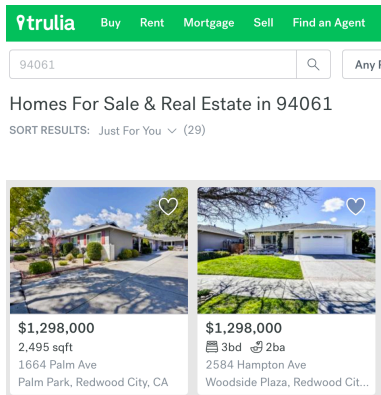 trulia Buy Rent Mortgage Sell Find an Agent
94061 Any
Homes For Sale & Real Estate in 94061
SORT RESULTS: Just For You (29)
$1,298,000
2,495 sqft
1664 Palm Ave
Palm Park, Redwood City, CA
$1,298,000
3bd 2ba
2584 Hampton Ave
Woodside Plaza, Redwood Cit...